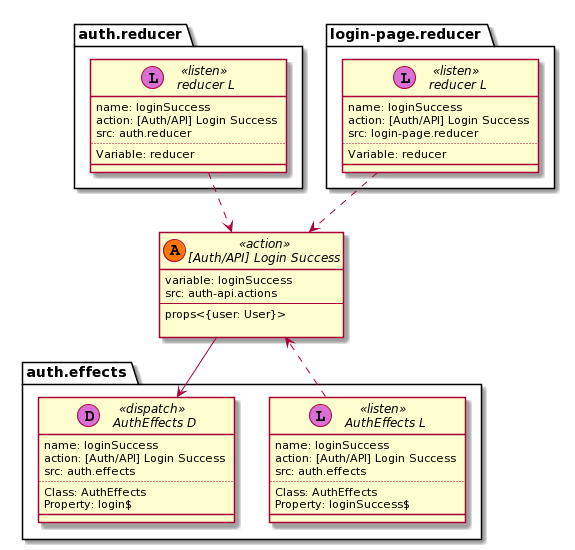 auth.reducer
L
«listen»
reducer L
name: loginSuccess
action: [Auth/API] Login Success
src: auth.reducer
Variable: reducer
login-page.reducer
L
«listen»
reducer L
name: loginSuccess
action: [Auth/API] Login Success
src: login-page.reducer
Variable: reducer
A
«action»
[Auth/API] Login Success
variable: loginSuccess
src: auth-api.actions
props<{user: User}>
auth.effects
D
«dispatch»
AuthEffects D
name: loginSuccess
action: [Auth/API] Login Success
src: auth.effects
Class: AuthEffects
Property: login$
L
«listen»
AuthEffects L
name: loginSuccess
action: [Auth/API] Login Success
src: auth.effects
Class: AuthEffects
Property: loginSuccess$